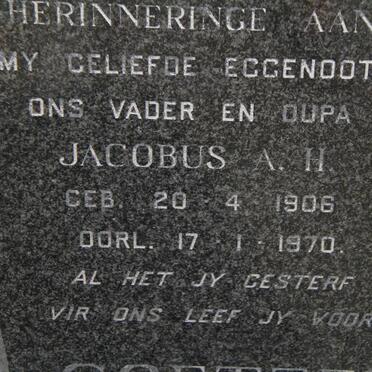 HERINNERINGE AAN
MY GELIEFDE EGGENOOT
ONS VADER EN OUPA
JACOBUS A. H.
GEB. 20 - 4 - 1906
OORL. 17 - 1 - 1970.
AL HET JY GESTERF
VIR ONS LEEF JY VOOR